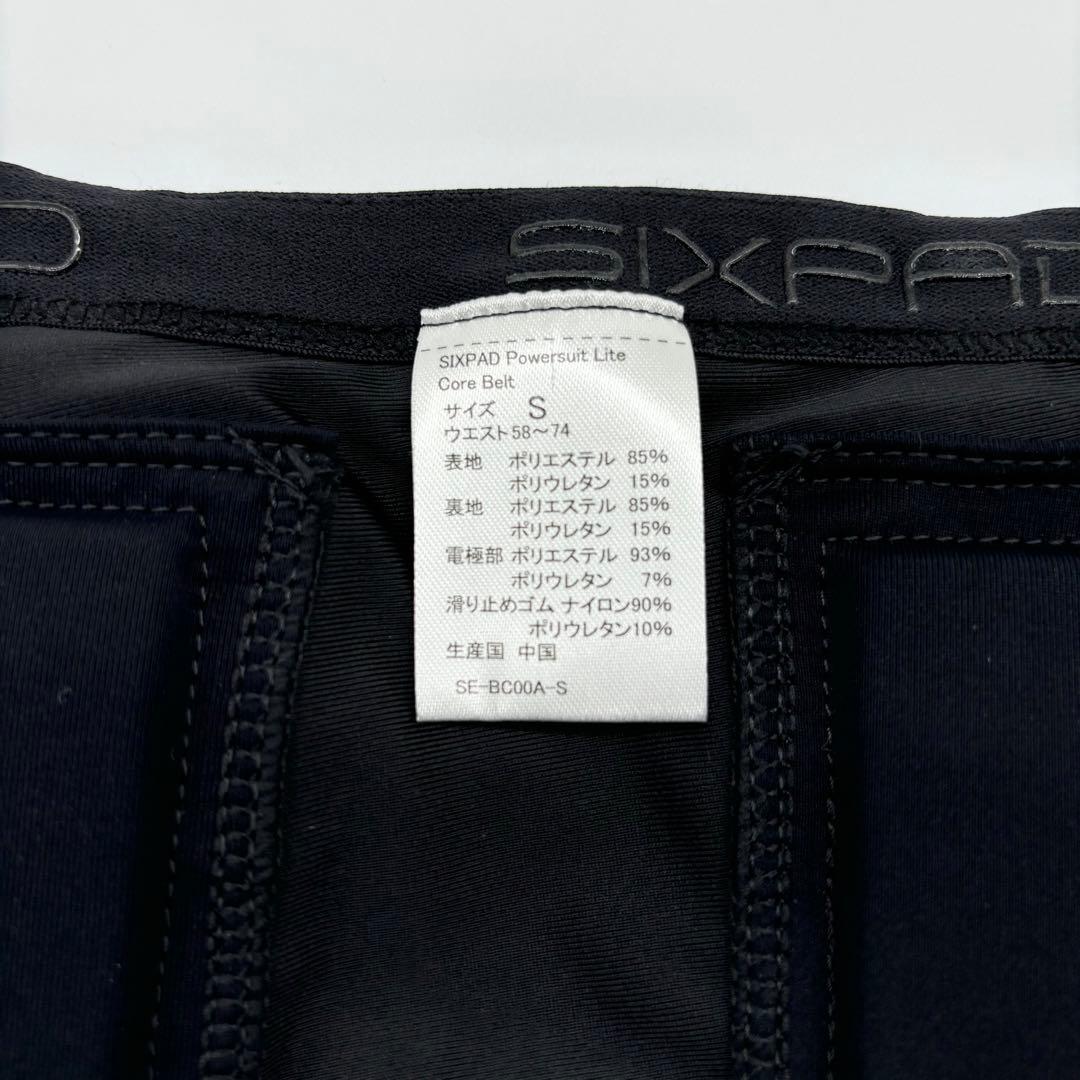 D SIXPAD
SIXPAD Powersuit Lite
Core Belt
サイズ S
ウエスト58〜74
表地 ポリエステル 85%
ポリウレタン 15%
裏地 ポリエステル 85%
ポリウレタン 15%
電極部 ポリエステル 93%
ポリウレタン 7%
滑り止めゴム ナイロン90%
ポリウレタン10%
生産国 中国
SE-BC00A-S